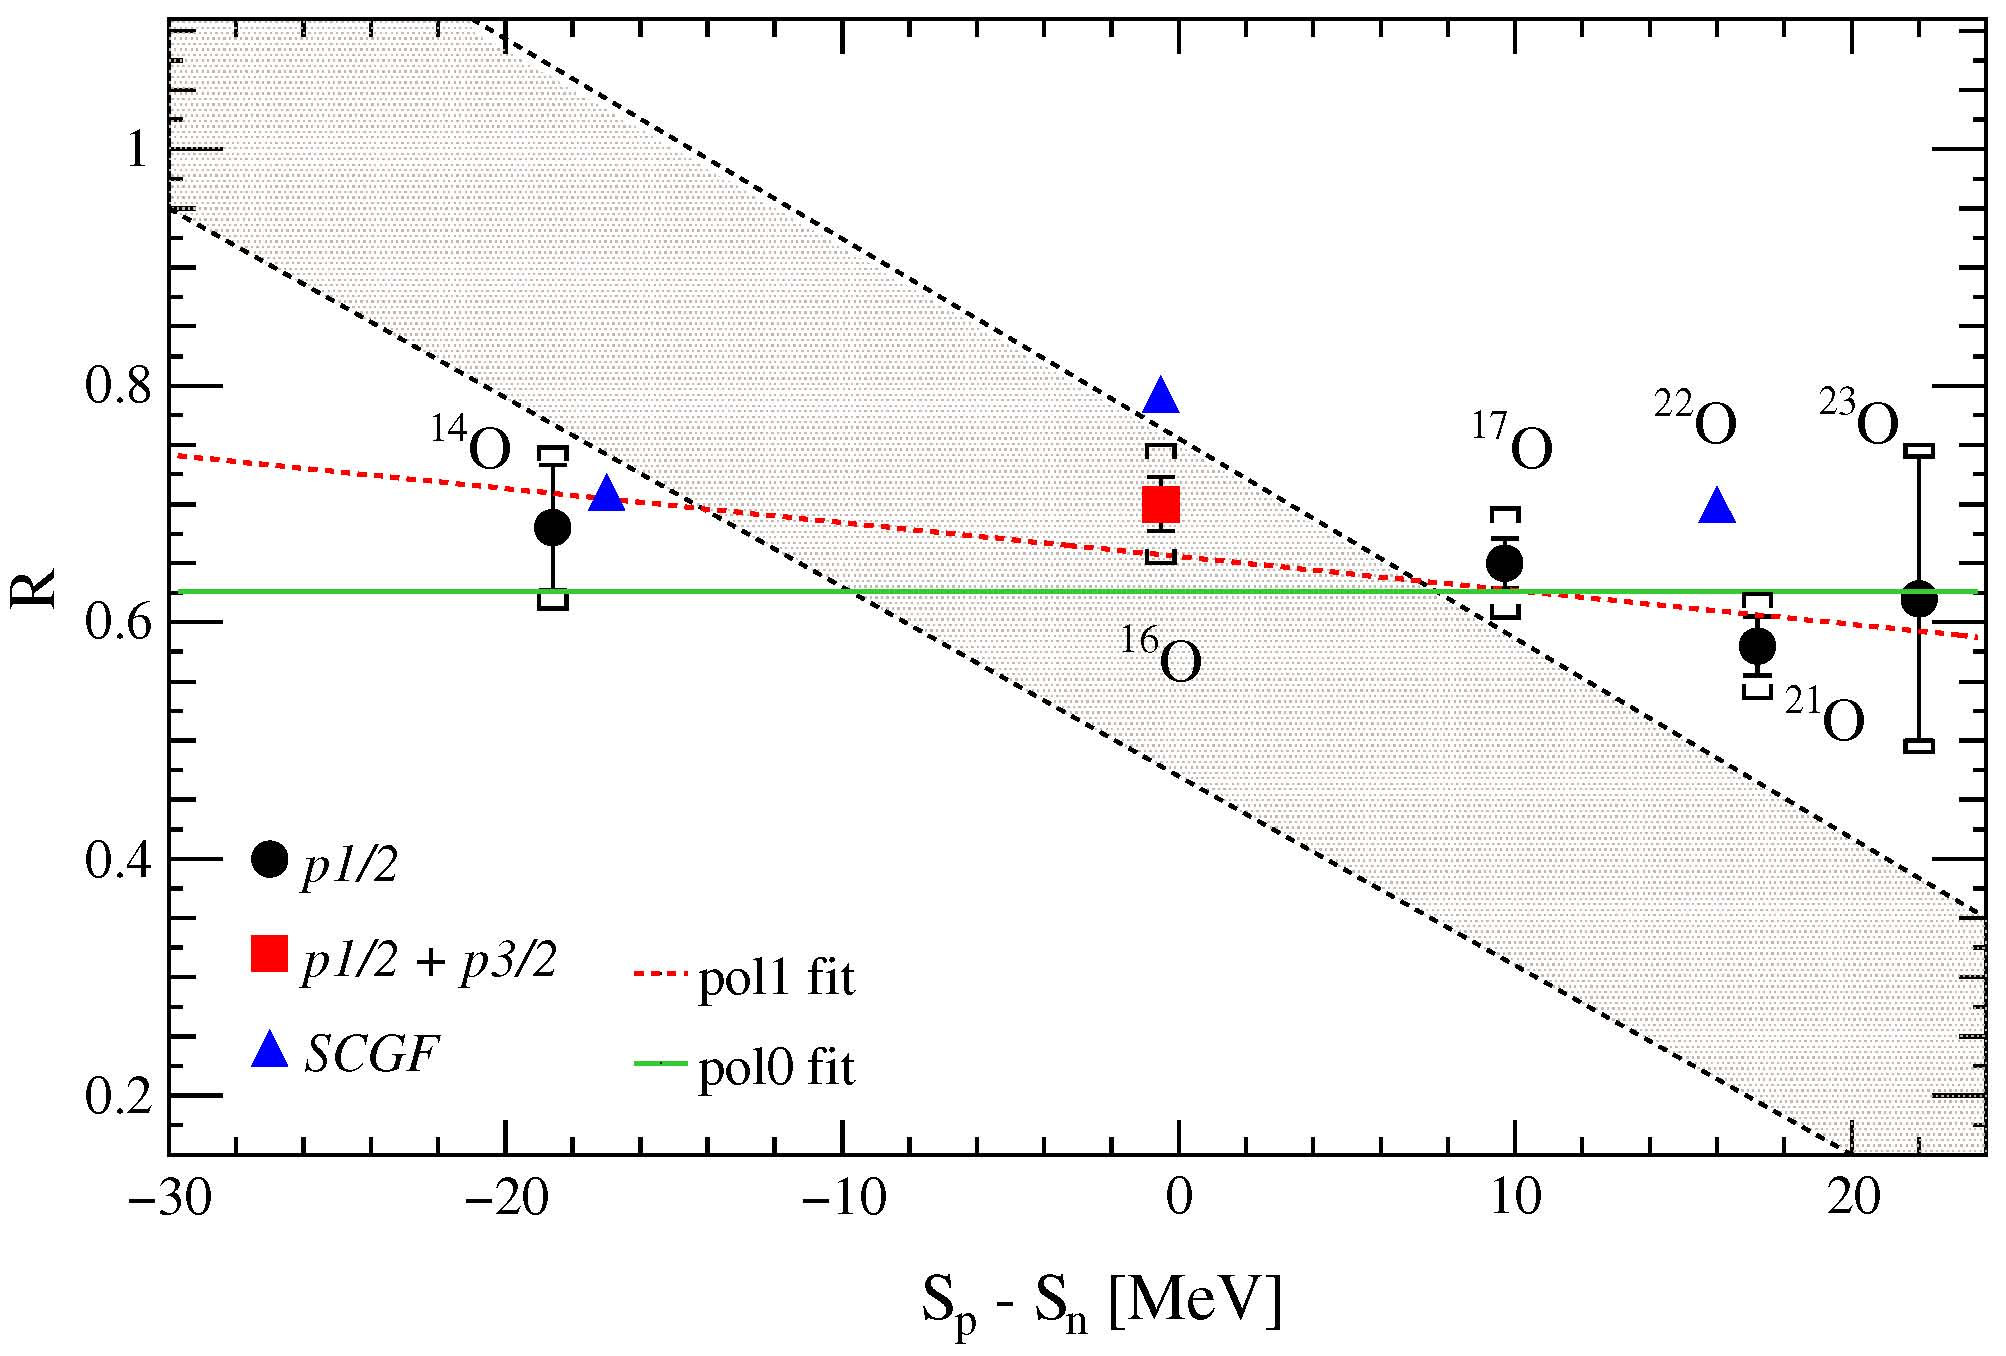 1
0.8
0.6
0.4
0.2
R
¹⁴O
¹⁶O
¹⁷O
²²O
²³O
²¹O
p1/2
p1/2 + p3/2
SCGF
pol1 fit
pol0 fit
−30 −20 −10 0 10 20
Sₚ - Sₙ [MeV]